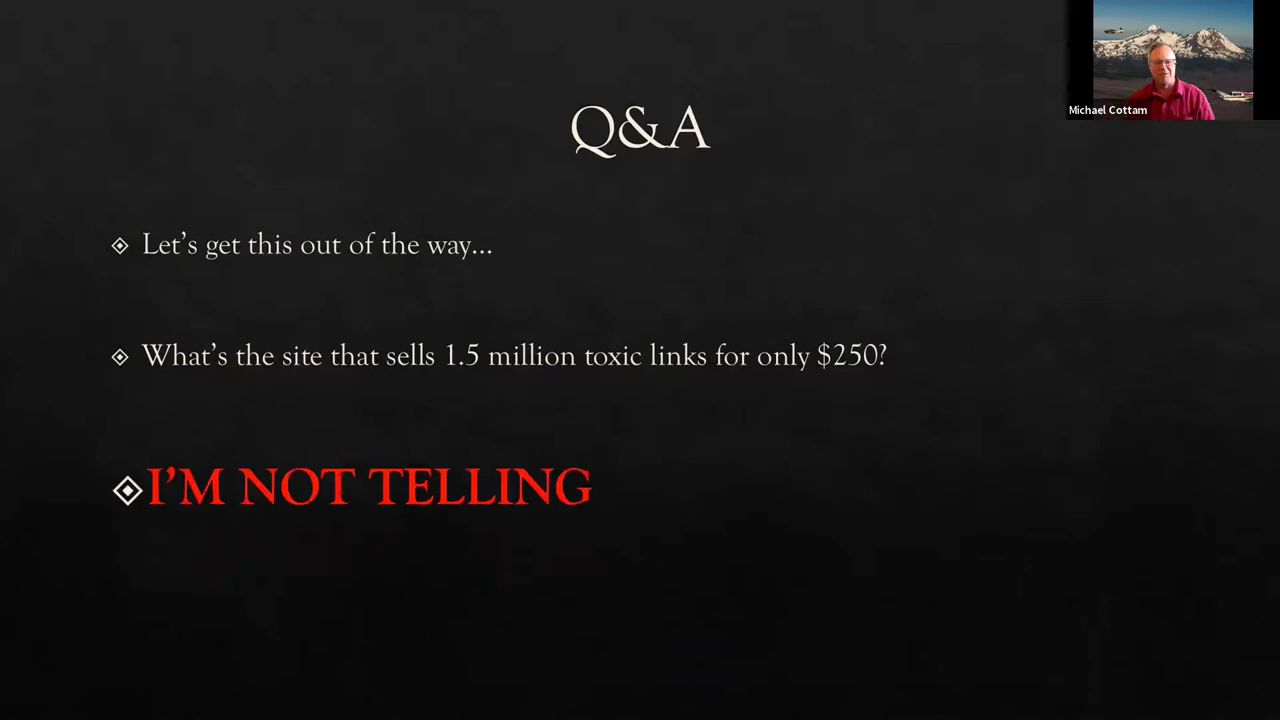 Michael Cottam
Q&A
Let’s get this out of the way…
What’s the site that sells 1.5 million toxic links for only $250?
I’M NOT TELLING